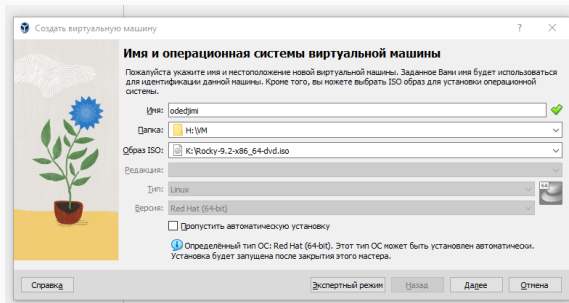 Создать виртуальную машину
Имя и операционная системы виртуальной машины
Пожалуйста укажите имя и местоположение новой виртуальной машины. Заданное Вами имя будет использоваться
для идентификации данной машины. Кроме того, вы можете выбрать ISO образ для установки операционной
системы.
Имя: odedjimi
Папка: H:\VM
Образ ISO: K:\Rocky-9.2-x86_64-dvd.iso
Редакция:
Тип: Linux
64
Версия: Red Hat (64-bit)
Пропустить автоматическую установку
Определённый тип ОС: Red Hat (64-bit). Этот тип ОС может быть установлен автоматически.
Установка будет запущена после закрытия этого мастера.
Справка Экспертный режим Назад Далее Отмена